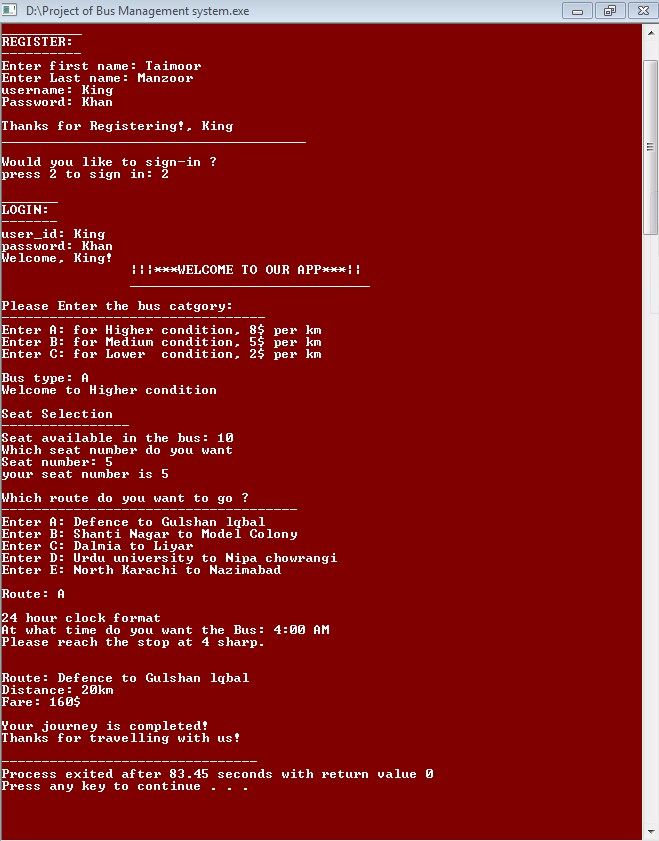 D:\Project of Bus Management system.exe
REGISTER:
----------
Enter first name: Taimoor
Enter Last name: Manzoor
username: King
Password: Khan
Thanks for Registering!, King
______________________________________
Would you like to sign-in ?
press 2 to sign in: 2
_______
LOGIN:
-------
user_id: King
password: Khan
Welcome, King!
¦¦¦***WELCOME TO OUR APP***¦¦
______________________________
Please Enter the bus catgory:
---------------------------------
Enter A: for Higher condition, 8$ per km
Enter B: for Medium condition, 5$ per km
Enter C: for Lower  condition, 2$ per km
Bus type: A
Welcome to Higher condition
Seat Selection
----------------
Seat available in the bus: 10
Which seat number do you want
Seat number: 5
your seat number is 5
Which route do you want to go ?
-------------------------------------
Enter A: Defence to Gulshan lqbal
Enter B: Shanti Nagar to Model Colony
Enter C: Dalmia to Liyar
Enter D: Urdu university to Nipa chowrangi
Enter E: North Karachi to Nazimabad
Route: A
24 hour clock format
At what time do you want the Bus: 4:00 AM
Please reach the stop at 4 sharp.
Route: Defence to Gulshan lqbal
Distance: 20km
Fare: 160$
Your journey is completed!
Thanks for travelling with us!
--------------------------------
Process exited after 83.45 seconds with return value 0
Press any key to continue . . .